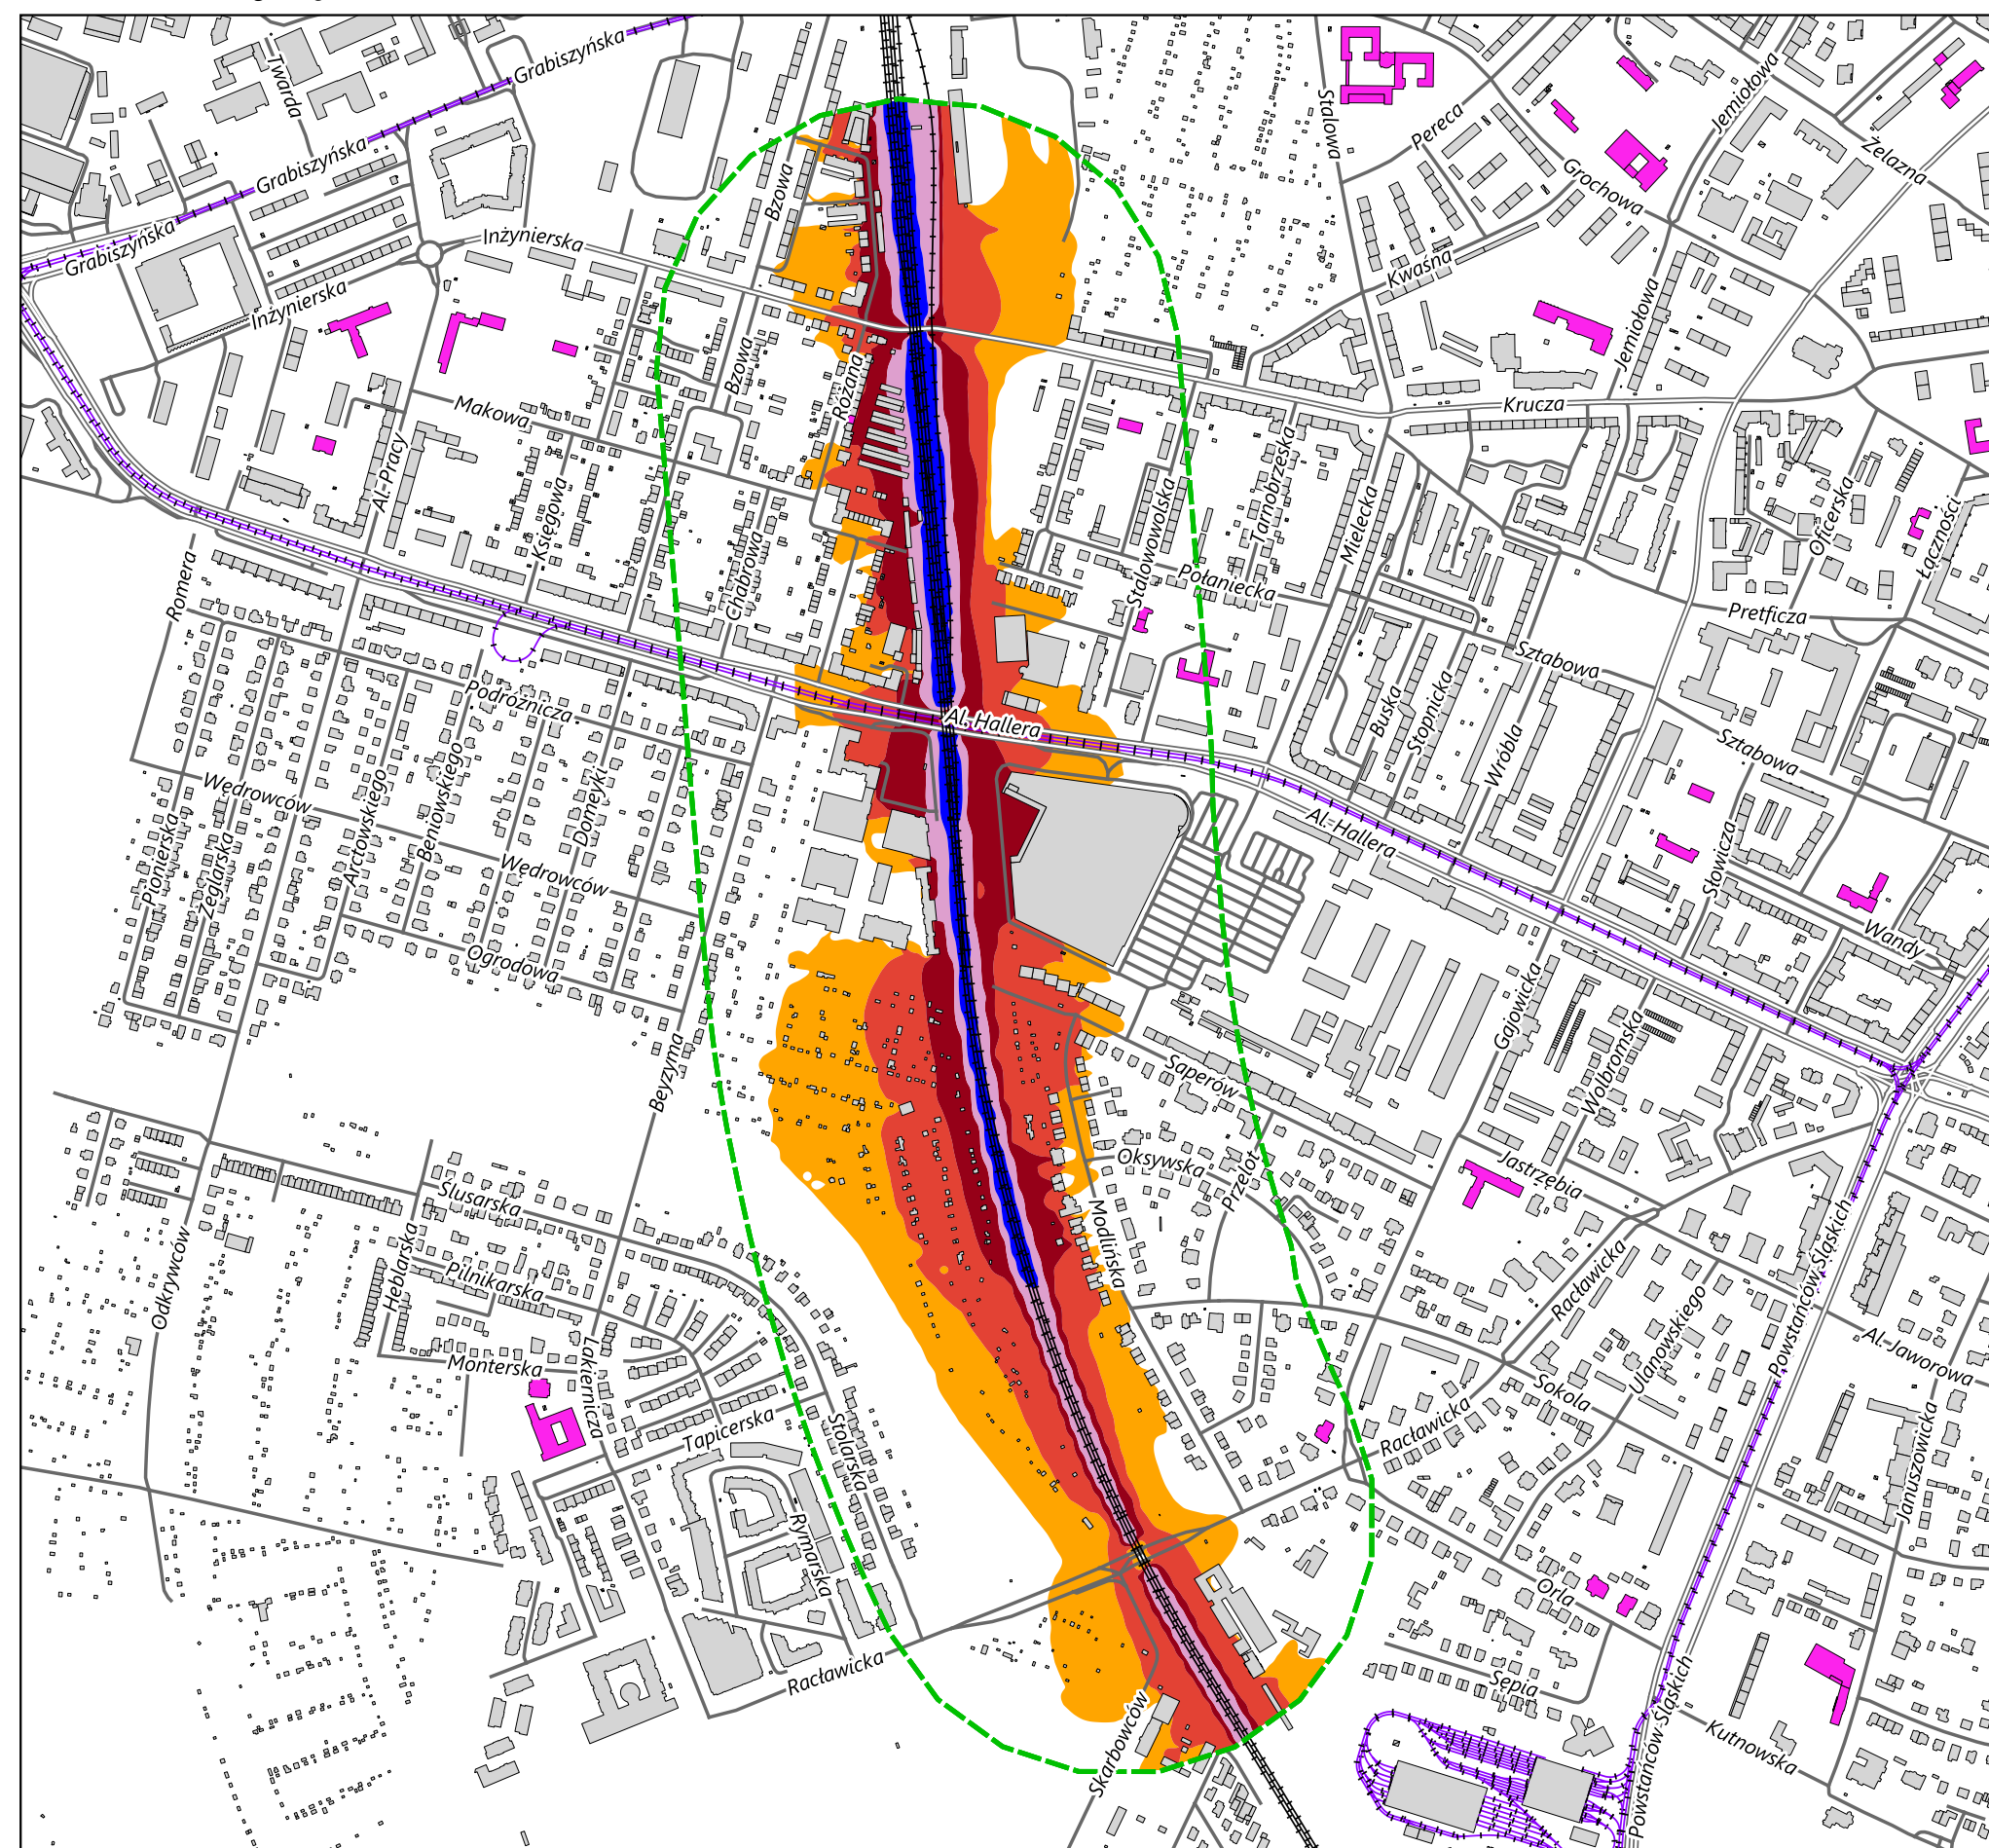 Grabiszyńska
Twarda
Grabiszyńska
Grabiszyńska
Grabiszyńska
Inżynierska
Inżynierska
Bzowa
Stalowa
Pereca
Jemiołowa
Żelazna
Grochowa
Kwaśna
Jemiołowa
Krucza
Bzowa
Różana
Makowa
Al. Pracy
Księgowa
Chabrowa
Stalowowolska
Tarnobrzeska
Mielecka
Połaniecka
Oficerska
Łączności
Pretficza
Romera
Podróżnicza
Sztabowa
Sztabowa
Buska
Stopnicka
Wróbla
Al. Hallera
Al. Hallera
Wędrowców
Wędrowców
Pionierska
Żeglarska
Arctowskiego
Beniowskiego
Domeyki
Ogrodowa
Słowicza
Wandy
Gajowicka
Wolbromska
Beyzyma
Saperów
Oksywska
Przelot
Modlińska
Jastrzębia
Ślusarska
Odkrywców
Heblarska
Pilnikarska
Monterska
Lakiernicza
Tapicerska
Stolarska
Rymarska
Racławicka
Racławicka
Racławicka
Ułanowskiego
Powstańców Śląskich
Al. Jaworowa
Sokola
Januszowicka
Orla
Sępia
Skarbowców
Powstańców Śląskich
Kutnowska